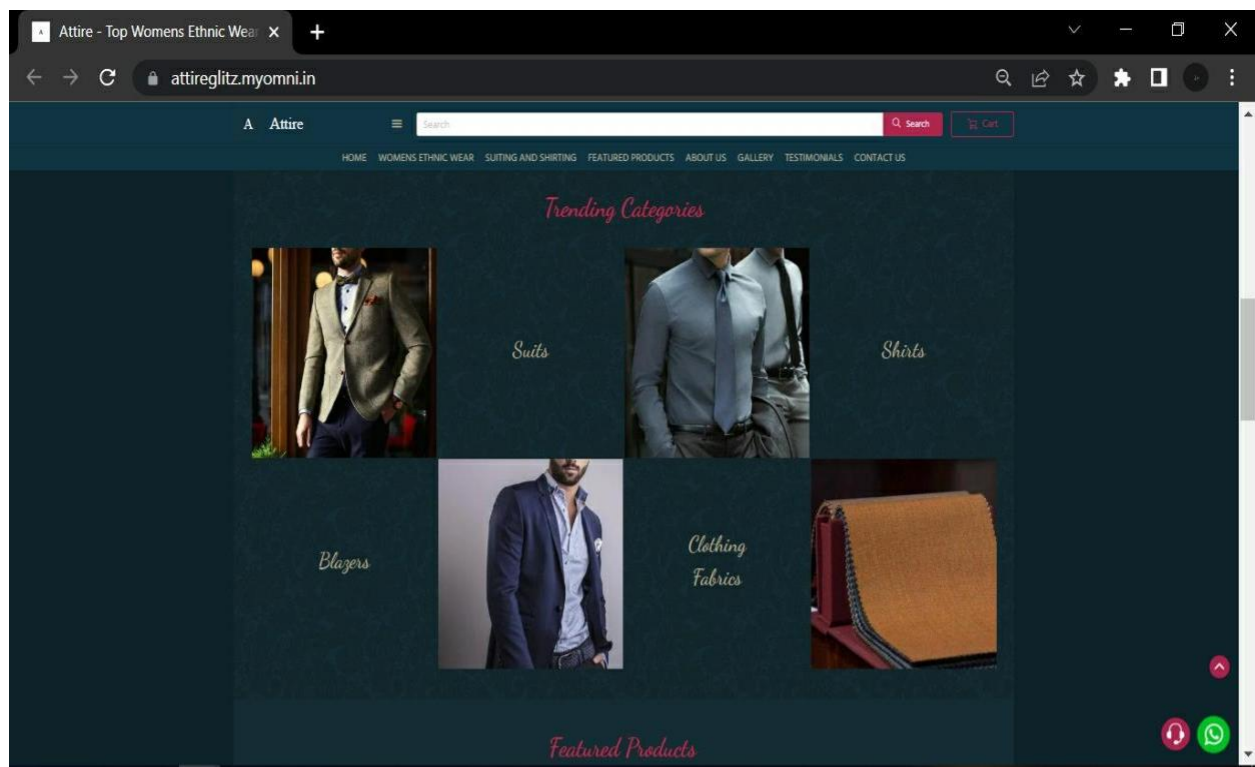 Attire - Top Womens Ethnic Wear
attireglitz.myomni.in
A Attire
Search
Search
Cart
HOME WOMENS ETHNIC WEAR SUITING AND SHIRTING FEATURED PRODUCTS ABOUT US GALLERY TESTIMONIALS CONTACT US
Trending Categories
Suits
Shirts
Blazers
Clothing
Fabrics
Featured Products